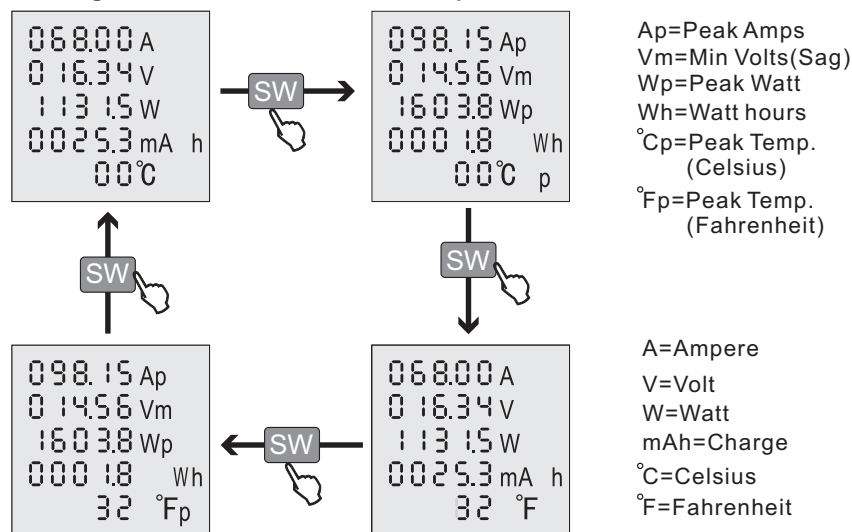 068.00 A
016.34 V
1131.5 W
0025.3 mA h
00°C
SW
098.15 Ap
014.56 Vm
1603.8 Wp
0001.8 Wh
00°C p
Ap=Peak Amps
Vm=Min Volts(Sag)
Wp=Peak Watt
Wh=Watt hours
°Cp=Peak Temp.
(Celsius)
°Fp=Peak Temp.
(Fahrenheit)
SW
SW
098.15 Ap
014.56 Vm
1603.8 Wp
0001.8 Wh
32 °Fp
SW
068.00 A
016.34 V
1131.5 W
0025.3 mA h
32 °F
A=Ampere
V=Volt
W=Watt
mAh=Charge
°C=Celsius
°F=Fahrenheit